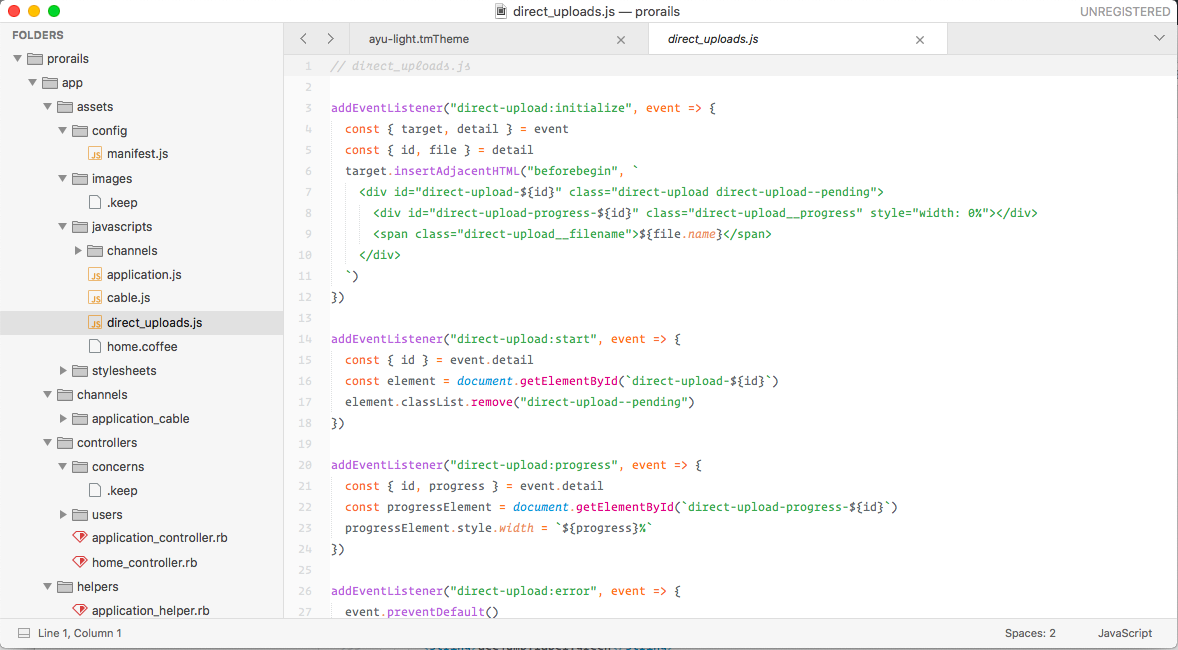 direct_uploads.js — prorails
UNREGISTERED
FOLDERS
prorails
app
assets
config
manifest.js
images
.keep
javascripts
channels
application.js
cable.js
direct_uploads.js
home.coffee
stylesheets
channels
application_cable
controllers
concerns
.keep
users
application_controller.rb
home_controller.rb
helpers
application_helper.rb
ayu-light.tmTheme
direct_uploads.js
1 // direct_uploads.js
2
3 addEventListener("direct-upload:initialize", event => {
4   const { target, detail } = event
5   const { id, file } = detail
6   target.insertAdjacentHTML("beforebegin", `
7     <div id="direct-upload-${id}" class="direct-upload direct-upload--pending">
8       <div id="direct-upload-progress-${id}" class="direct-upload__progress" style="width: 0%"></div>
9       <span class="direct-upload__filename">${file.name}</span>
10     </div>
11   `)
12 })
13
14 addEventListener("direct-upload:start", event => {
15   const { id } = event.detail
16   const element = document.getElementById(`direct-upload-${id}`)
17   element.classList.remove("direct-upload--pending")
18 })
19
20 addEventListener("direct-upload:progress", event => {
21   const { id, progress } = event.detail
22   const progressElement = document.getElementById(`direct-upload-progress-${id}`)
23   progressElement.style.width = `${progress}%`
24 })
25
26 addEventListener("direct-upload:error", event => {
27   event.preventDefault()
Line 1, Column 1
Spaces: 2
JavaScript